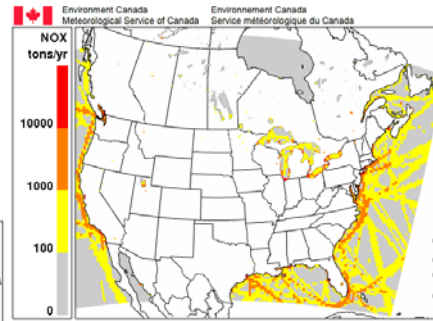 Environment Canada Environnement Canada
Meteorological Service of Canada Service météorologique du Canada
NOX
tons/yr
10000
1000
100
0